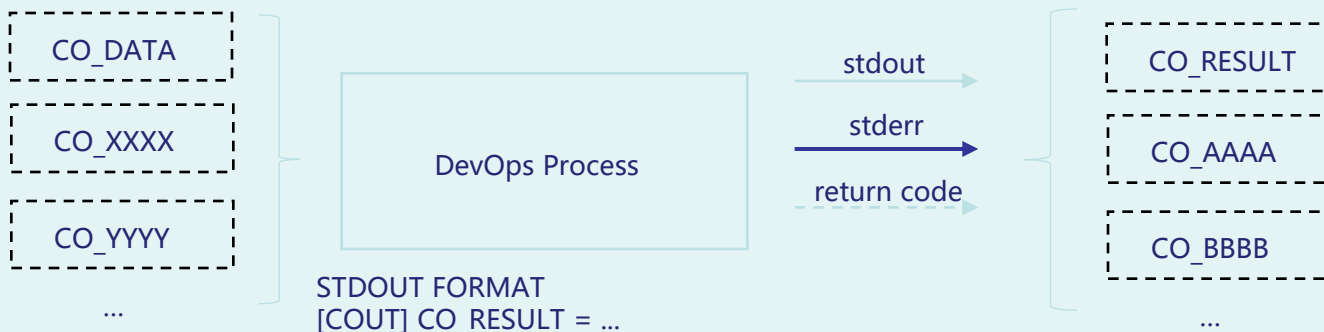 CO_DATA
CO_XXXX
CO_YYYY
...
DevOps Process
STDOUT FORMAT
[COUT] CO_RESULT = ...
stdout
stderr
return code
CO_RESULT
CO_AAAA
CO_BBBB
...